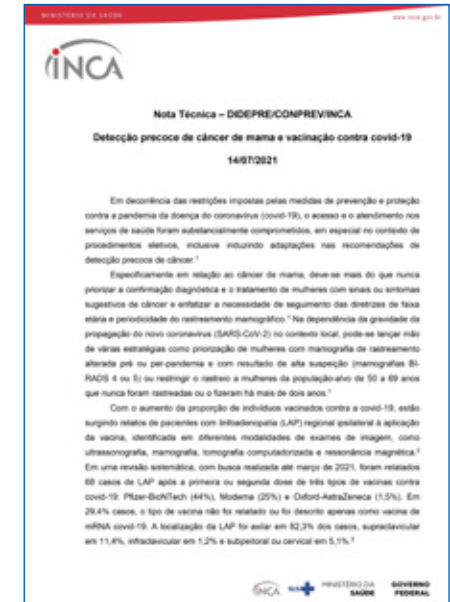 MINISTÉRIO DA SAÚDE
www.inca.gov.br
INCA
Nota Técnica – DIDEPRE/CONPREV/INCA
Detecção precoce de câncer de mama e vacinação contra covid-19
14/07/2021
Em decorrência das restrições impostas pelas medidas de prevenção e proteção
contra a pandemia da doença do coronavírus (covid-19), o acesso e o atendimento nos
serviços de saúde foram substancialmente comprometidos, em especial no contexto de
procedimentos eletivos, inclusive induzindo adaptações nas recomendações de
detecção precoce de câncer.¹
Especificamente em relação ao câncer de mama, deve-se mais do que nunca
priorizar a confirmação diagnóstica e o tratamento de mulheres com sinais ou sintomas
sugestivos de câncer e enfatizar a necessidade de seguimento das diretrizes de faixa
etária e periodicidade do rastreamento mamográfico.¹ Na dependência da gravidade da
propagação do novo coronavírus (SARS-CoV-2) no contexto local, pode-se lançar mão
de várias estratégias como priorização de mulheres com mamografia de rastreamento
alterada pré ou per-pandemia e com resultado de alta suspeição (mamografias BI-
RADS 4 ou 5) ou restringir o rastreio a mulheres da população-alvo de 50 a 69 anos
que nunca foram rastreadas ou o fizeram há mais de dois anos.¹
Com o aumento da proporção de indivíduos vacinados contra a covid-19, estão
surgindo relatos de pacientes com linfoadenopatia (LAP) regional ipsilateral à aplicação
da vacina, identificada em diferentes modalidades de exames de imagem, como
ultrassonografia, mamografia, tomografia computadorizada e ressonância magnética.²
Em uma revisão sistemática, com busca realizada até março de 2021, foram relatados
68 casos de LAP após a primeira ou segunda dose de três tipos de vacinas contra
covid-19: Pfizer-BioNTech (44%), Moderna (25%) e Oxford-AstraZeneca (1,5%). Em
29,4% casos, o tipo de vacina não foi relatado ou foi descrito apenas como vacina de
mRNA covid-19. A localização da LAP foi axilar em 82,3% dos casos, supraclavicular
em 11,4%, infraclavicular em 1,2% e subpeitoral ou cervical em 5,1%.²
INCA SUS MINISTÉRIO DA SAÚDE GOVERNO FEDERAL